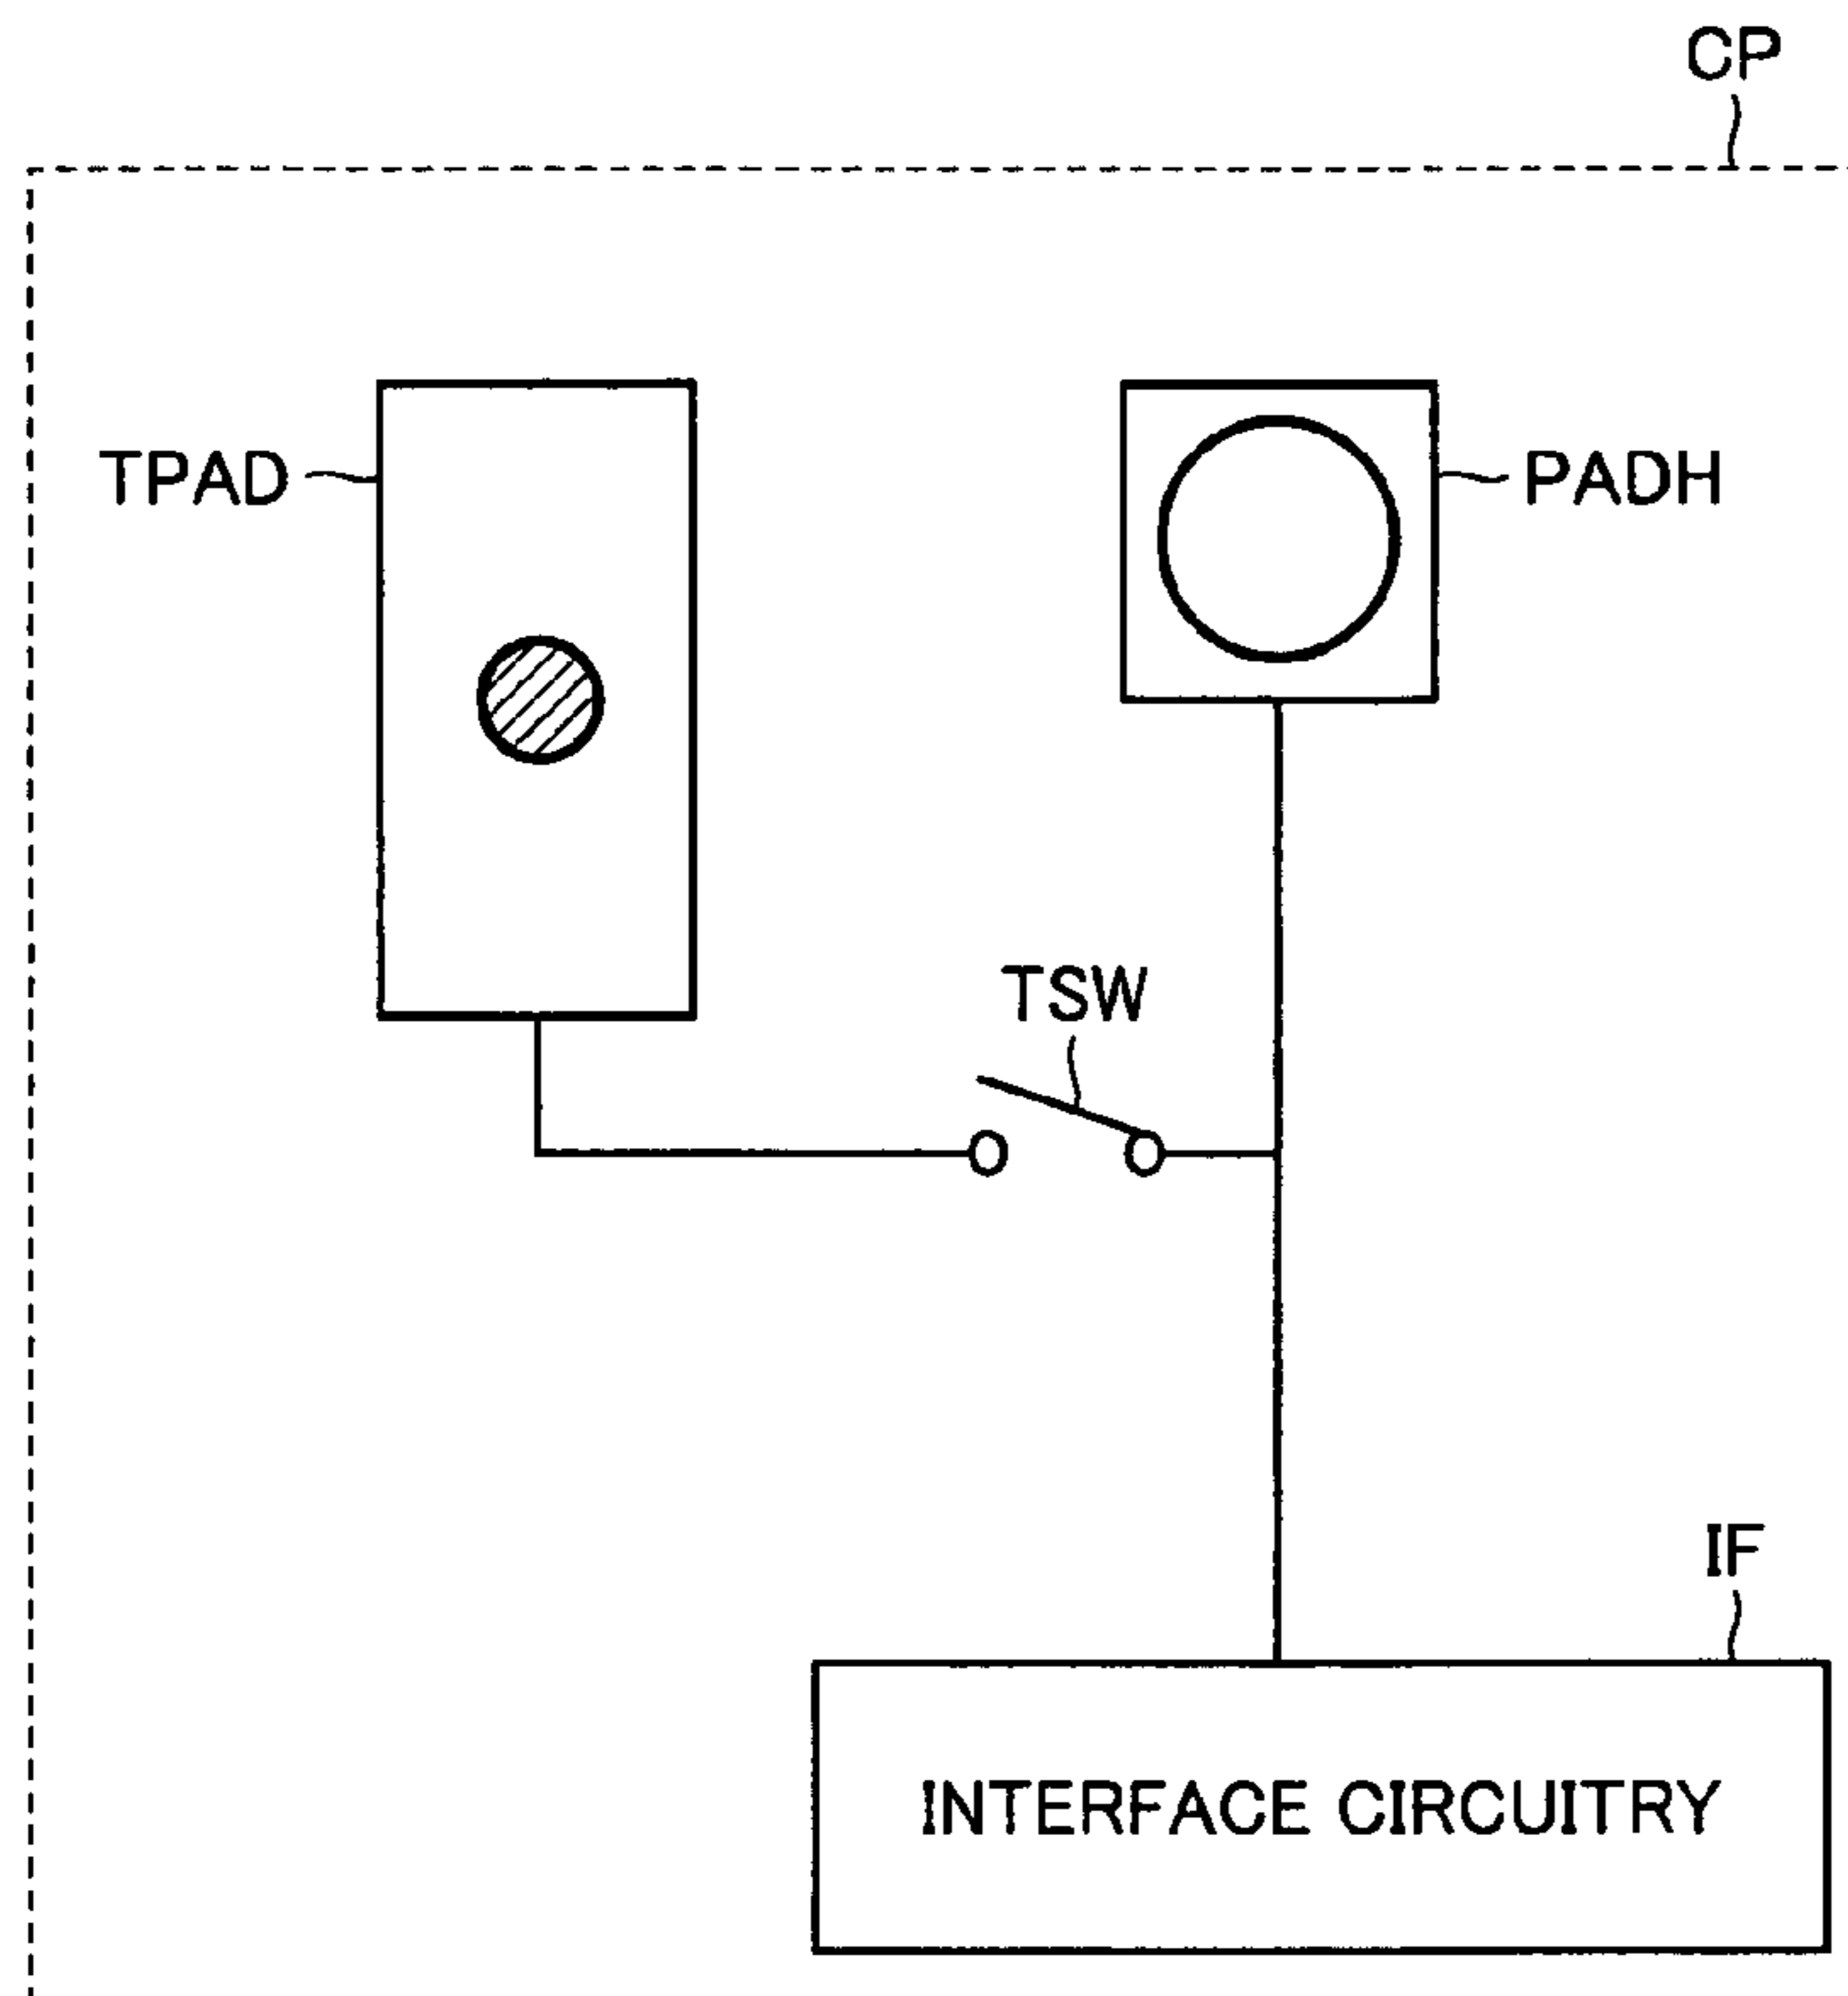 CP
TPAD
PADH
TSW
IF
INTERFACE CIRCUITRY